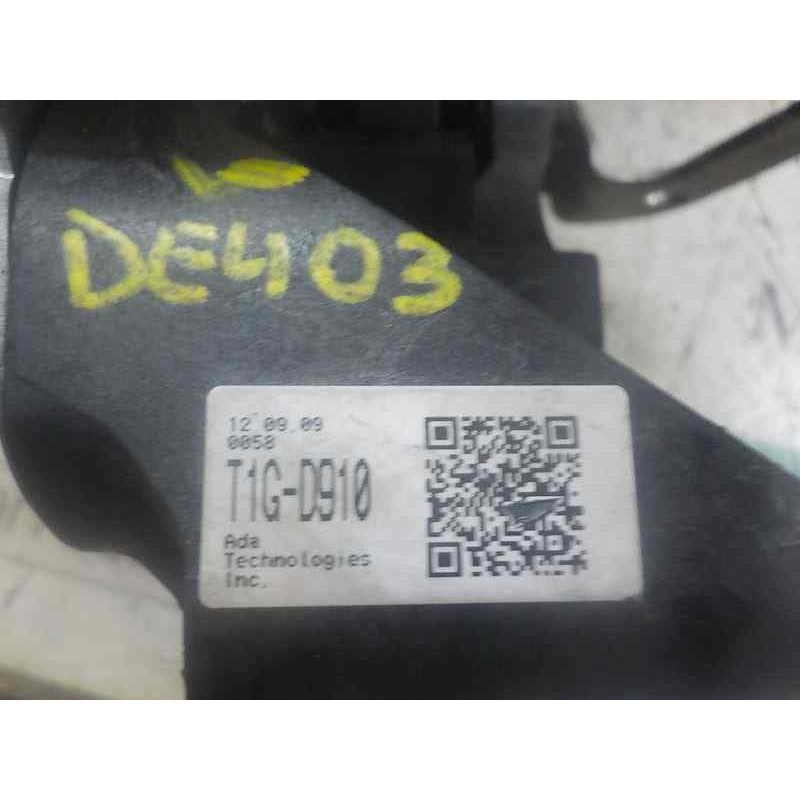 DE403
12.09.09
0058
T1G-D910
Ada
Technologies
Inc.